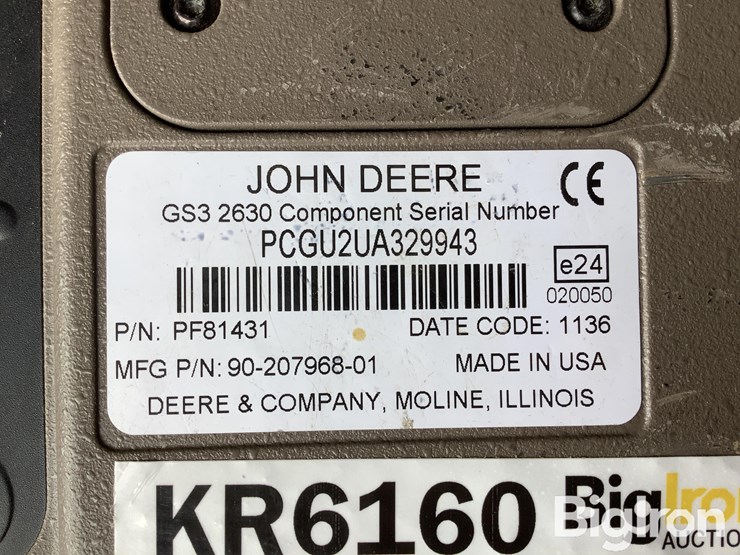 JOHN DEERE
CE
GS3 2630 Component Serial Number
PCGU2UA329943
e24
020050
P/N: PF81431 DATE CODE: 1136
MFG P/N: 90-207968-01 MADE IN USA
DEERE & COMPANY, MOLINE, ILLINOIS
KR6160 BigIron
AUCTIO
BigIron